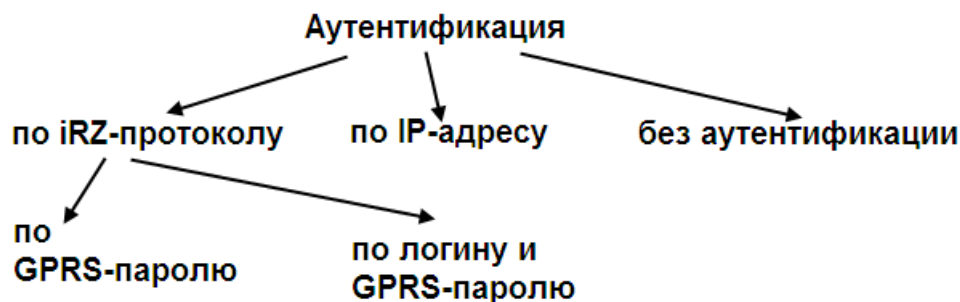 Аутентификация
по iRZ-протоколу
по IP-адресу
без аутентификации
по
GPRS-паролю
по логину и
GPRS-паролю